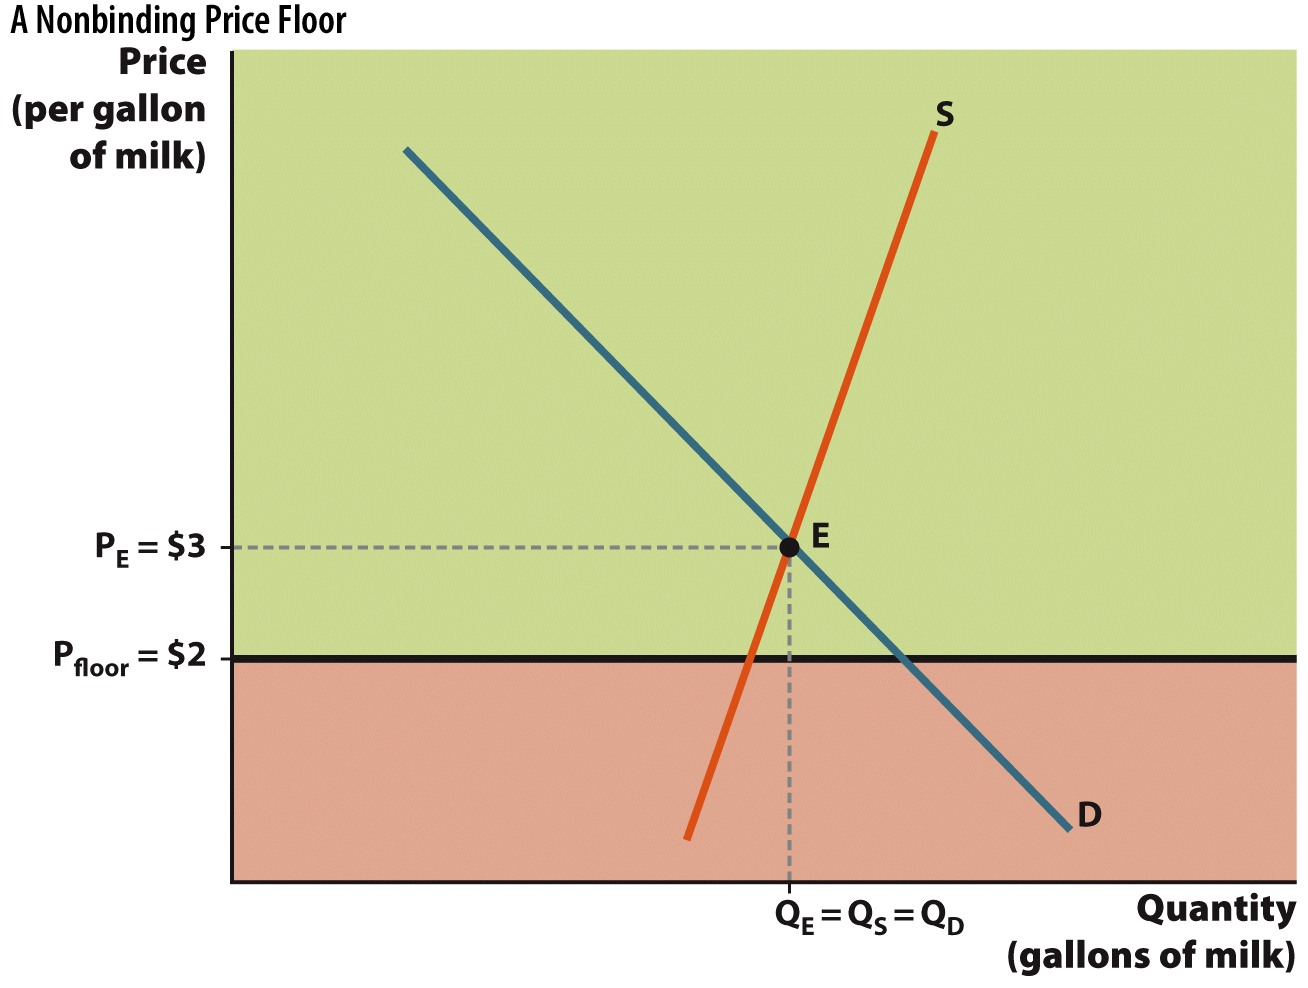 A Nonbinding Price Floor
Price
(per gallon
of milk)
S
E
P_E = $3
P_floor = $2
D
Q_E = Q_S = Q_D
Quantity
(gallons of milk)